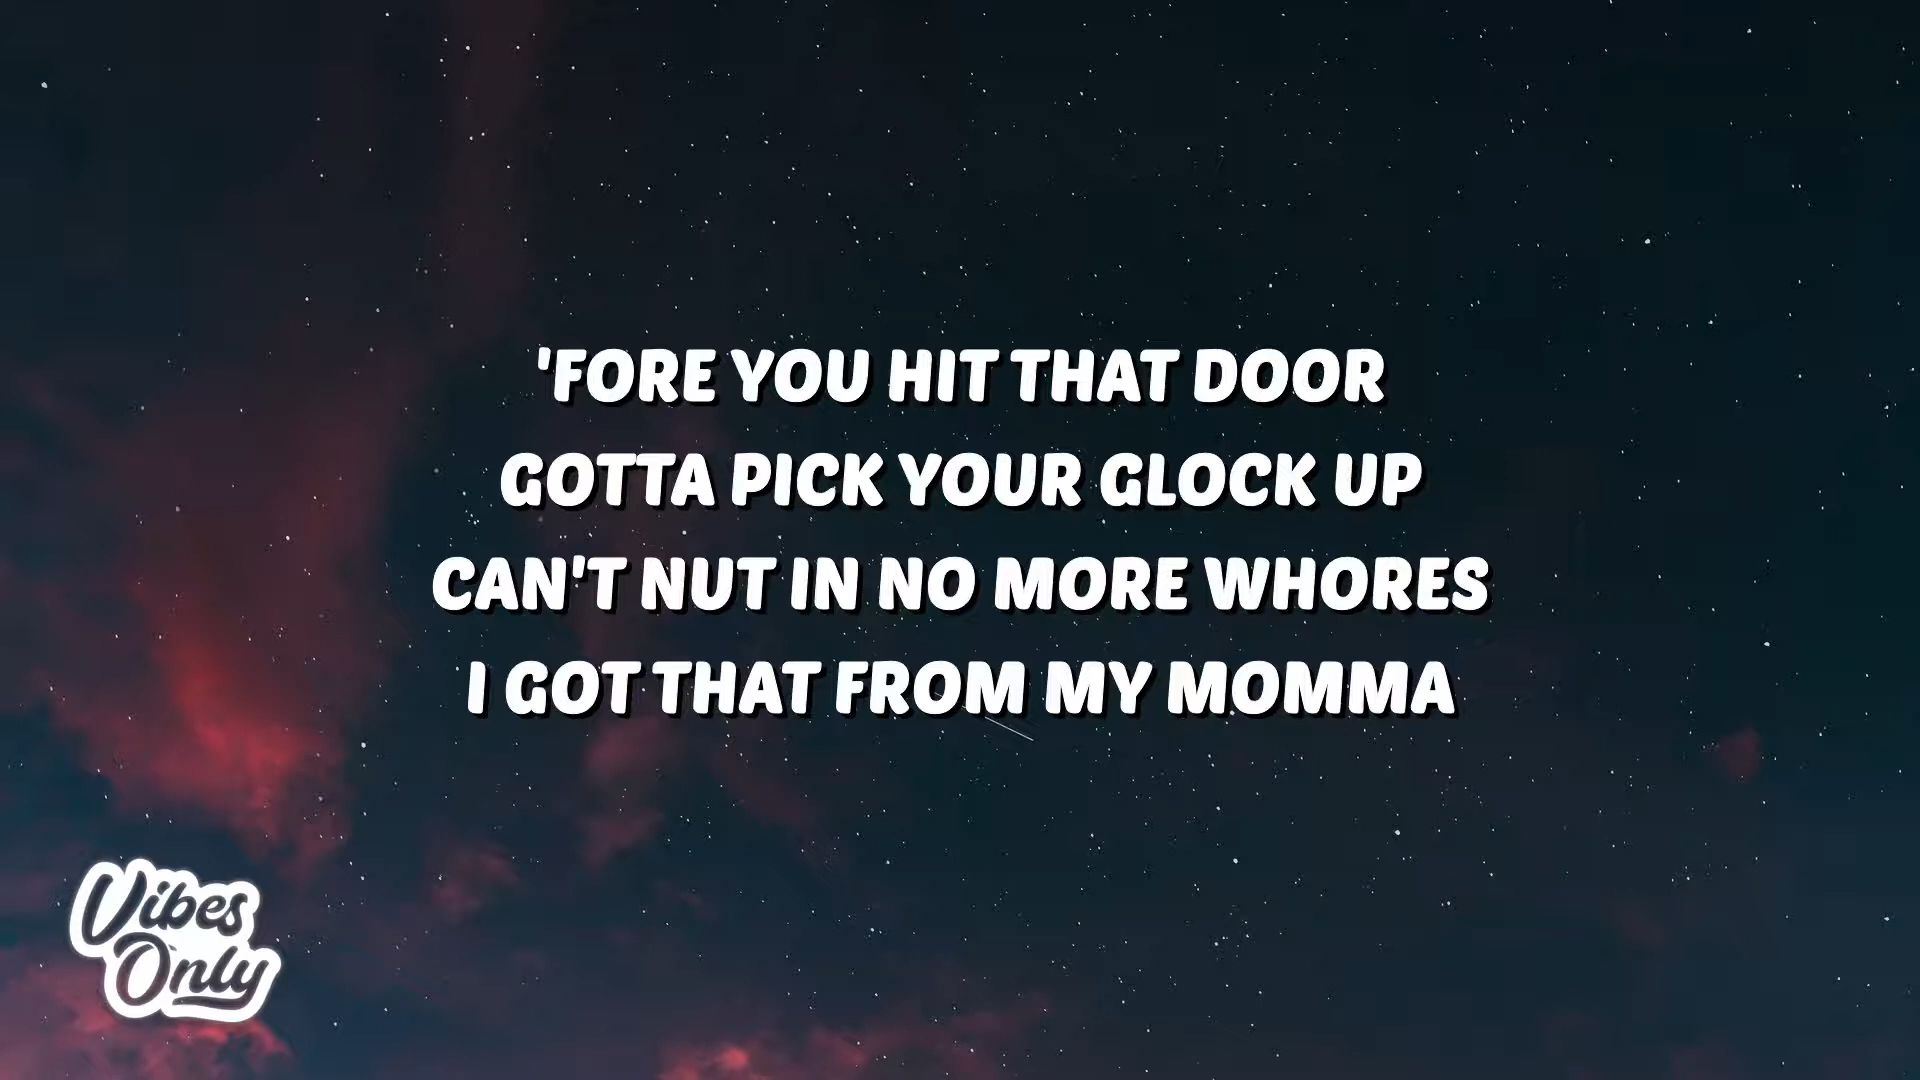 'FORE YOU HIT THAT DOOR
GOTTA PICK YOUR GLOCK UP
CAN'T NUT IN NO MORE WHORES
I GOT THAT FROM MY MOMMA
Vibes
Only